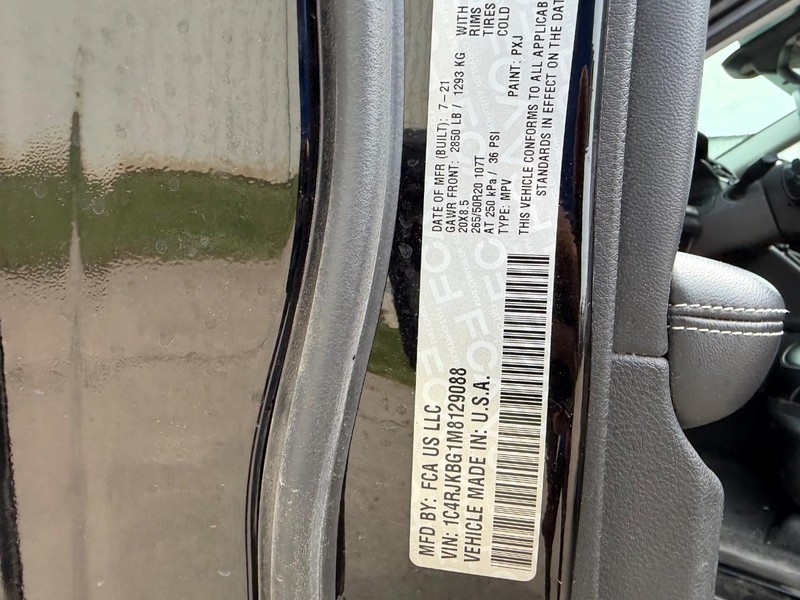 MFD BY: FCA US LLC
VIN: 1C4RJKBG1M8129088
VEHICLE MADE IN: U.S.A.
DATE OF MFR (BUILT): 7-21
GAWR FRONT: 2850 LB / 1293 KG WITH
20X8.5 RIMS
265/50R20 107T TIRES
AT 250 kPa / 36 PSI COLD
TYPE: MPV PAINT: PXJ
THIS VEHICLE CONFORMS TO ALL
STANDARDS IN EFFECT ON THE